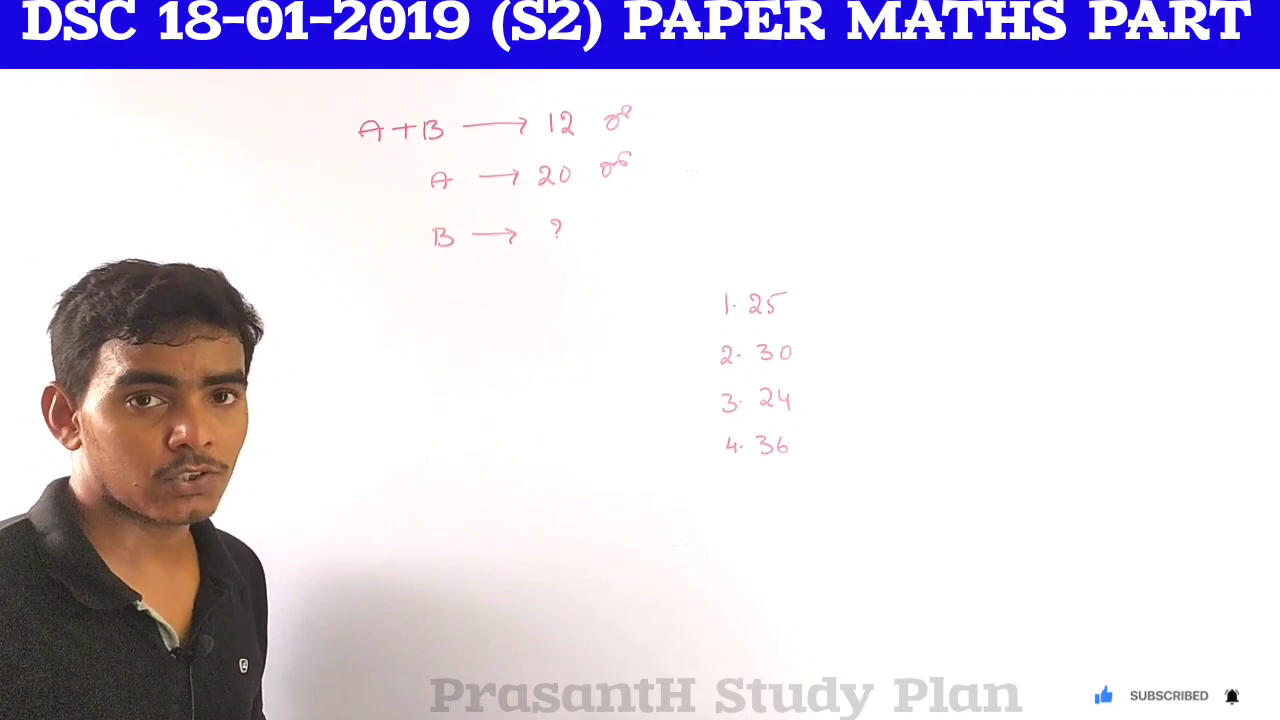 DSC 18-01-2019 (S2) PAPER MATHS PART
A+B → 12
A → 20
B → ?
1. 25
2. 30
3. 24
4. 36
PrasantH Study Plan
SUBSCRIBED